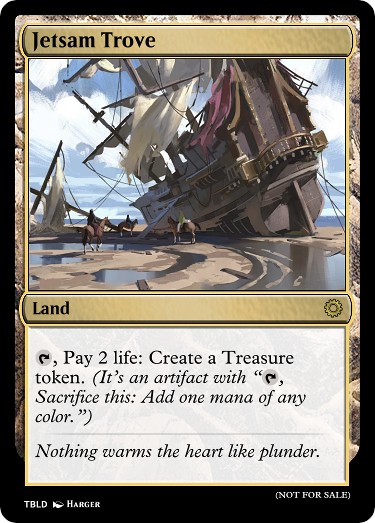 Jetsam Trove
Land
, Pay 2 life: Create a Treasure
token. (It's an artifact with “,
Sacrifice this: Add one mana of any
color.”)
Nothing warms the heart like plunder.
(NOT FOR SALE)
TBLD HARGER